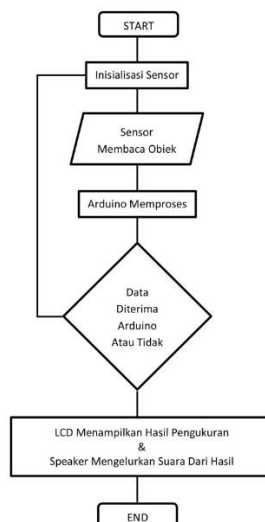 START
Inisialisasi Sensor
Sensor
Membaca Obiek
Arduino Memproses
Data
Diterima
Arduino
Atau Tidak
LCD Menampilkan Hasil Pengukuran
&
Speaker Mengelurkan Suara Dari Hasil
END